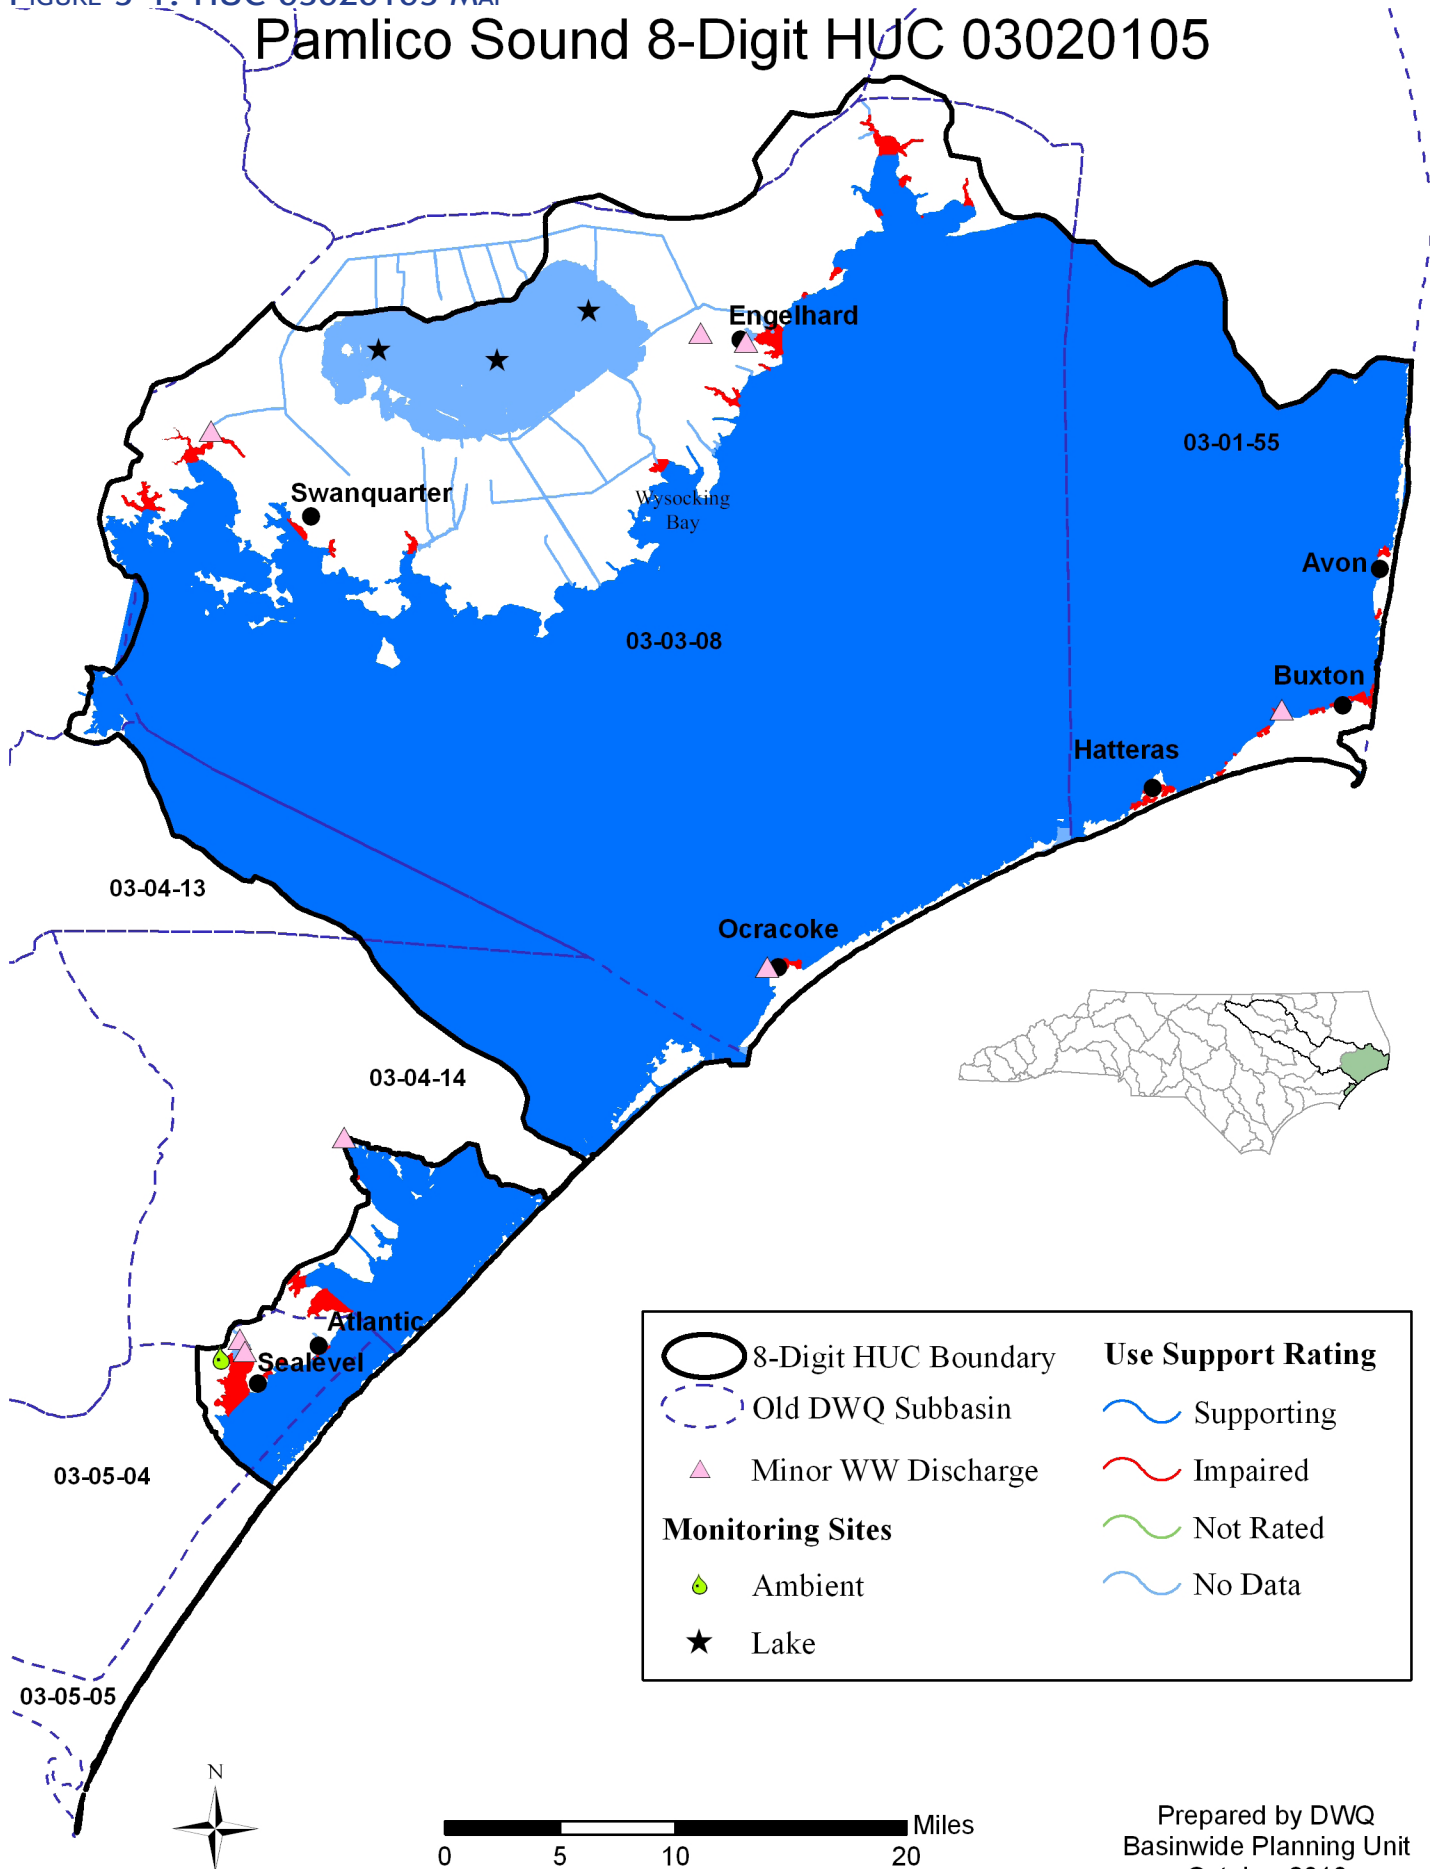 Pamlico Sound 8-Digit HUC 03020105
Engelhard
03-01-55
Swanquarter
Wysocking
Bay
Avon
03-03-08
Buxton
Hatteras
03-04-13
Ocracoke
03-04-14
Atlantic
Sealevel
03-05-04
03-05-05
8-Digit HUC Boundary
Old DWQ Subbasin
Minor WW Discharge
Monitoring Sites
Ambient
Lake
Use Support Rating
Supporting
Impaired
Not Rated
No Data
N
Miles
0 5 10 20
Prepared by DWQ
Basinwide Planning Unit